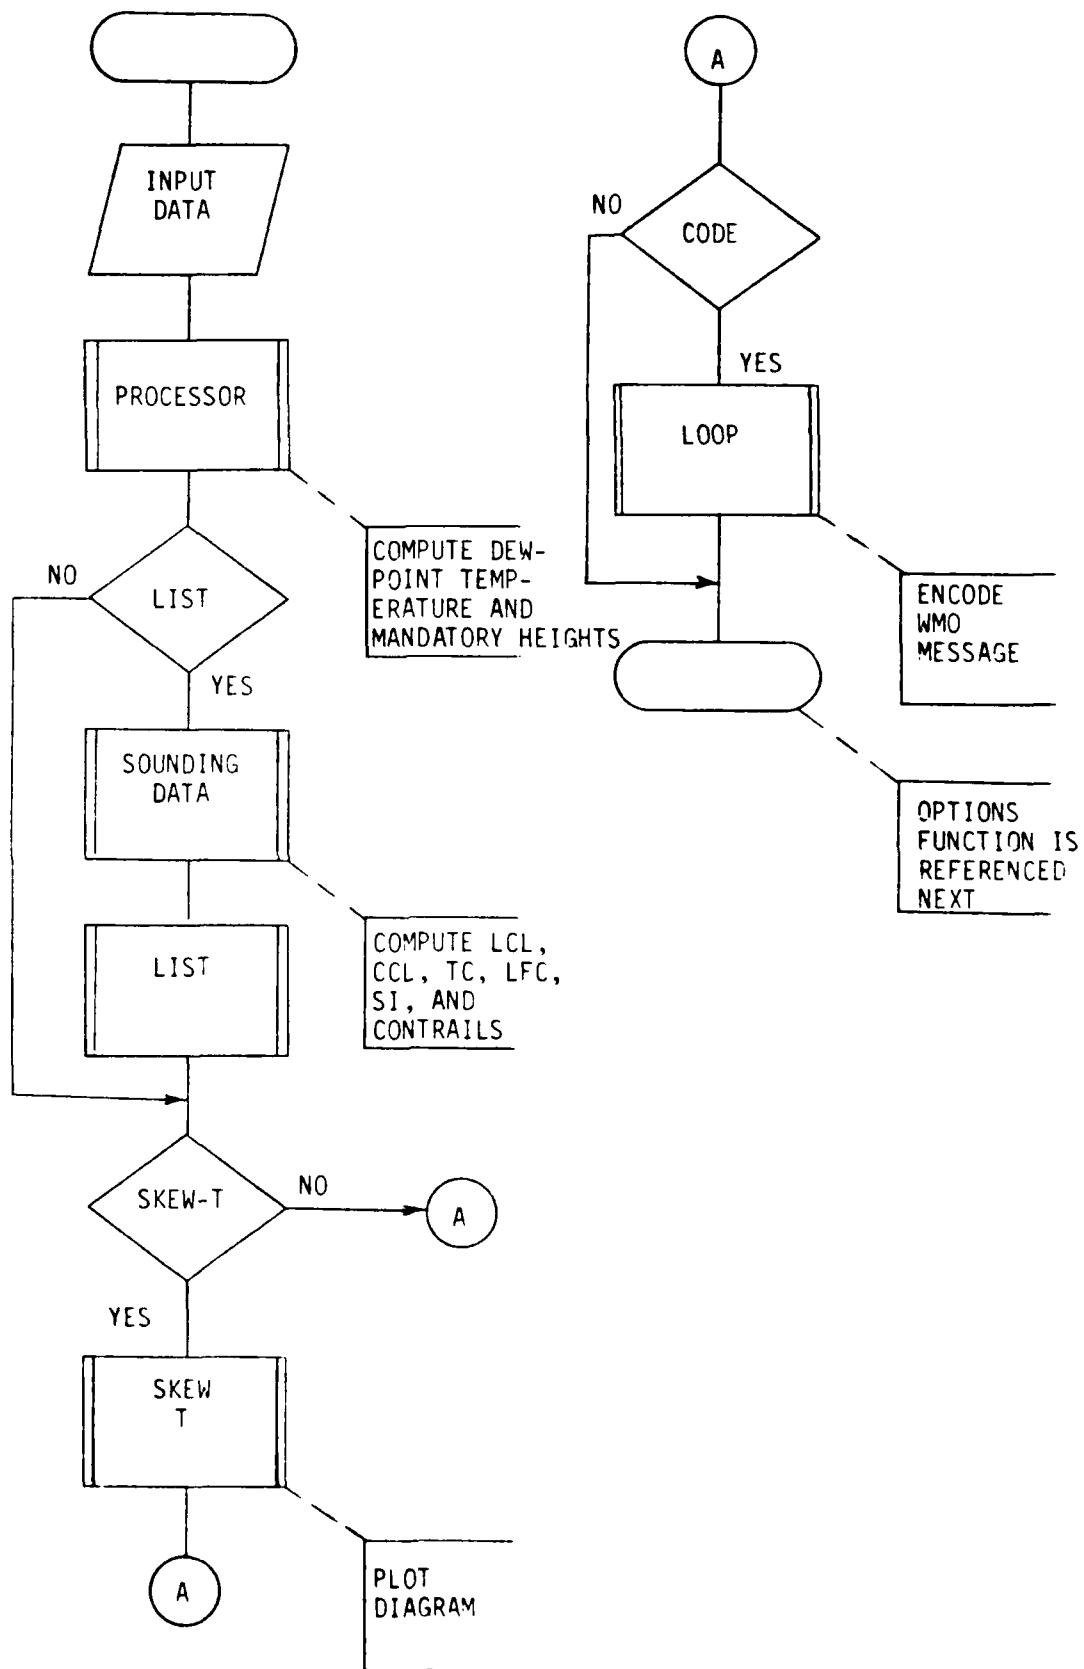 INPUT
DATA
PROCESSOR
COMPUTE DEW-
POINT TEMP-
ERATURE AND
MANDATORY HEIGHTS
NO
LIST
YES
SOUNDING
DATA
COMPUTE LCL,
CCL, TC, LFC,
SI, AND
CONTRAILS
LIST
SKEW-T
NO
A
YES
SKEW
T
PLOT
DIAGRAM
A
A
NO
CODE
YES
LOOP
ENCODE
WMO
MESSAGE
OPTIONS
FUNCTION IS
REFERENCED
NEXT